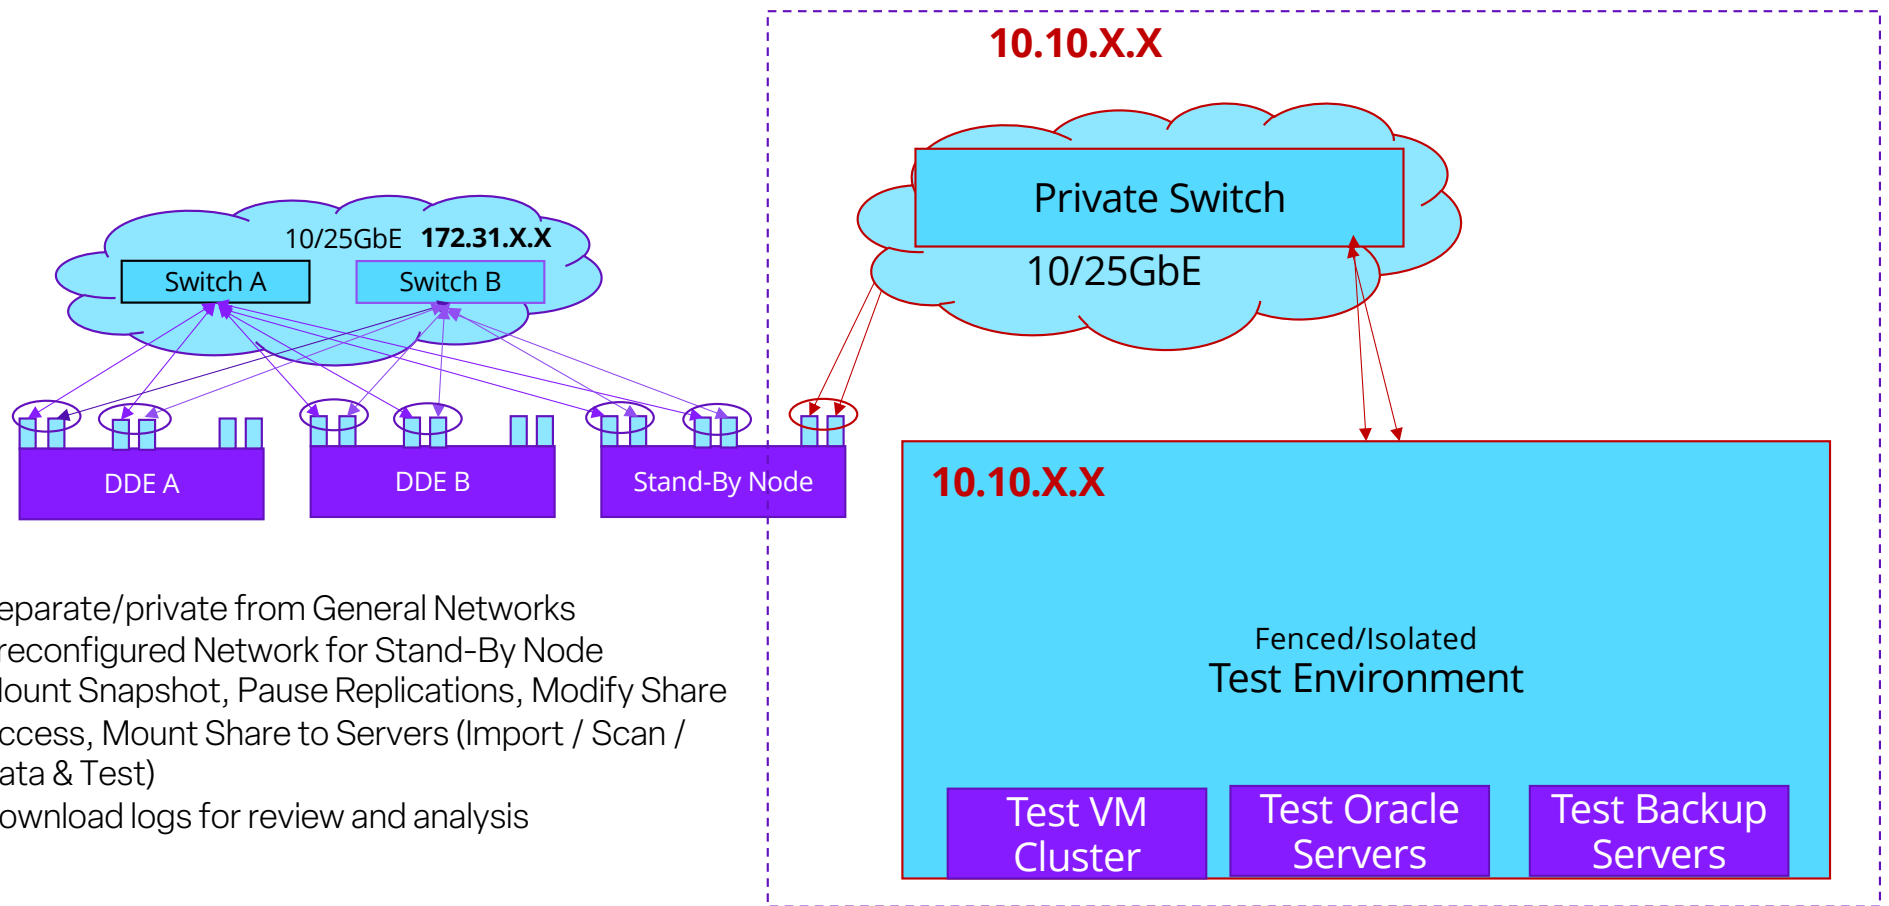 10.10.X.X
Private Switch
10/25GbE
10/25GbE 172.31.X.X
Switch A
Switch B
DDE A
DDE B
Stand-By Node
10.10.X.X
Fenced/Isolated
Test Environment
Test VM
Cluster
Test Oracle
Servers
Test Backup
Servers
eparate/private from General Networks
reconfigured Network for Stand-By Node
ount Snapshot, Pause Replications, Modify Share
ccess, Mount Share to Servers (Import / Scan /
ata & Test)
ownload logs for review and analysis